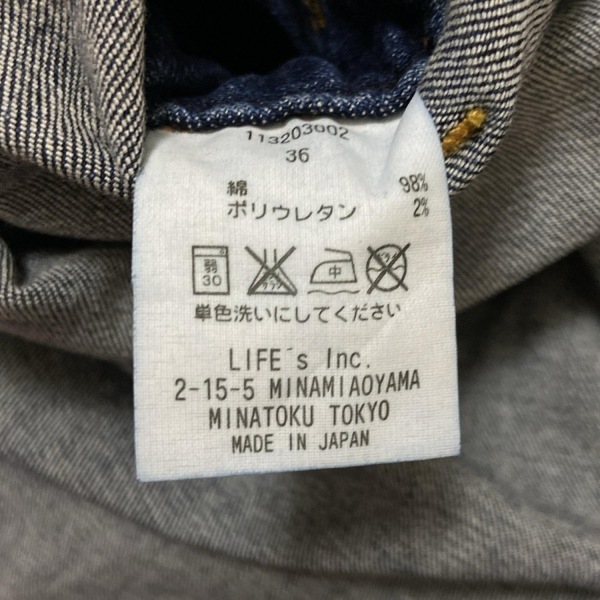 113203002
36
綿 98%
ポリウレタン 2%
弱
30
中
単色洗いにしてください
LIFE´s Inc.
2-15-5 MINAMIAOYAMA
MINATOKU TOKYO
MADE IN JAPAN